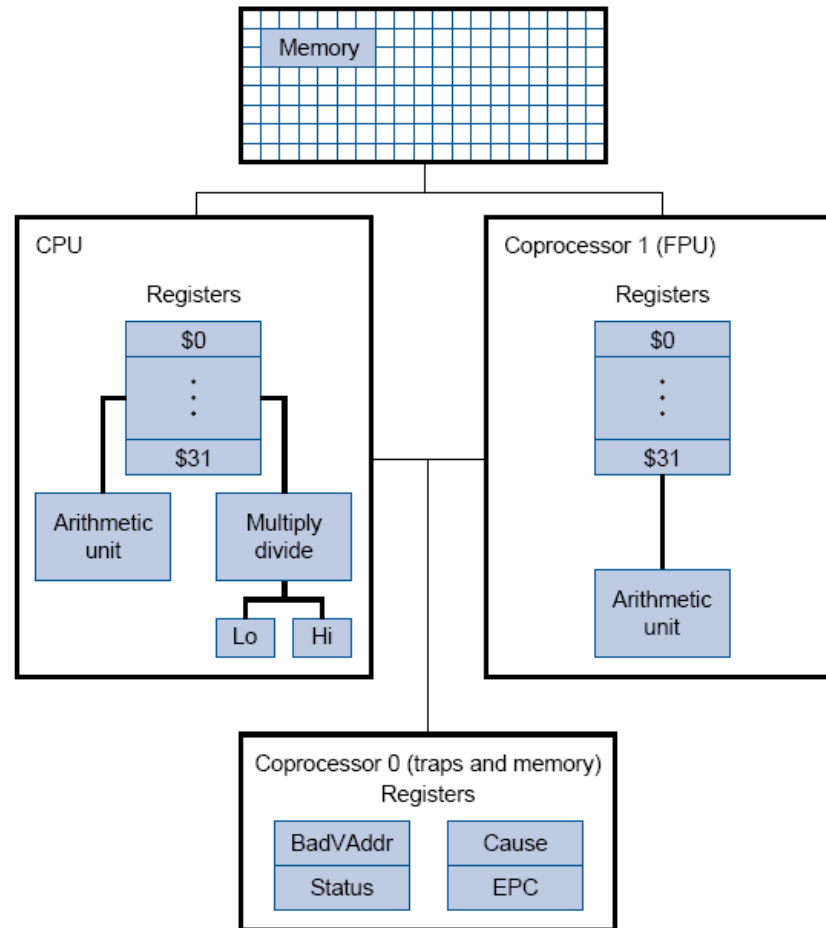 Memory
CPU
Registers
$0
$31
Arithmetic
unit
Multiply
divide
Lo
Hi
Coprocessor 1 (FPU)
Registers
$0
$31
Arithmetic
unit
Coprocessor 0 (traps and memory)
Registers
BadVAddr
Cause
Status
EPC